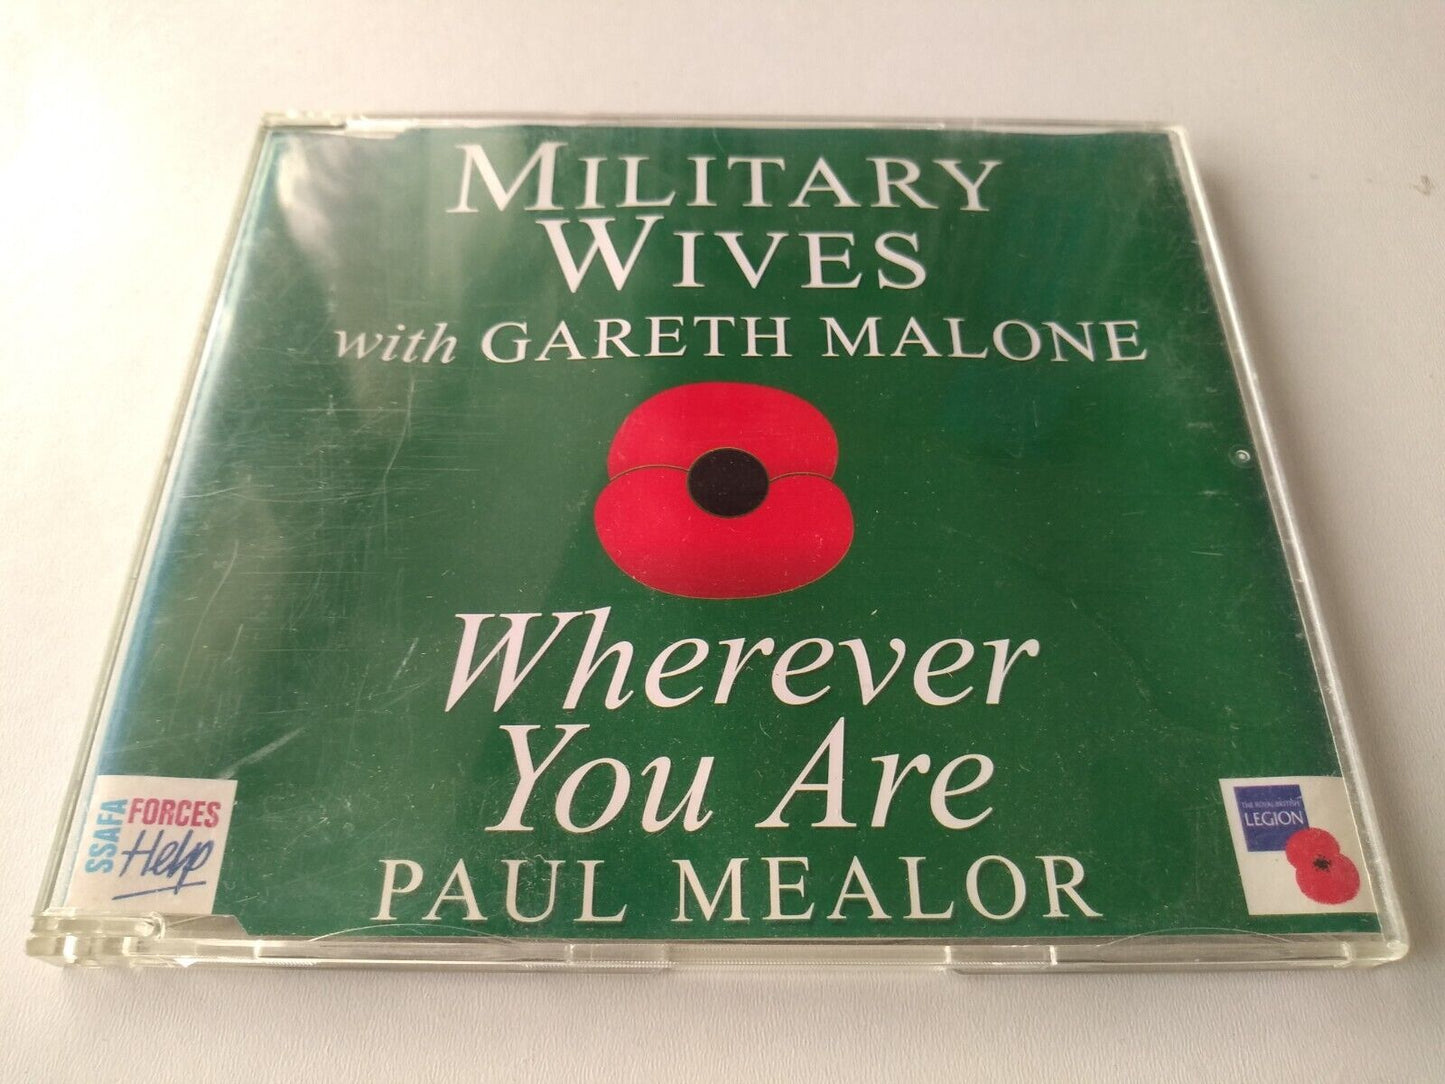 MILITARY
WIVES
with GARETH MALONE
Wherever
You Are
PAUL MEALOR
SSAFA
FORCES
Help
THE ROYAL BRITISH
LEGION